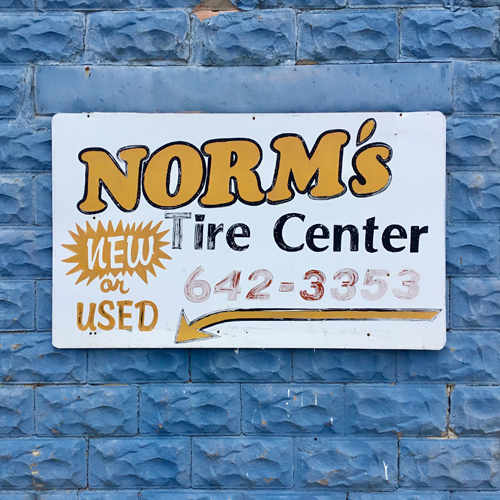 NORM'S
Tire Center
NEW
or
USED
642-3353